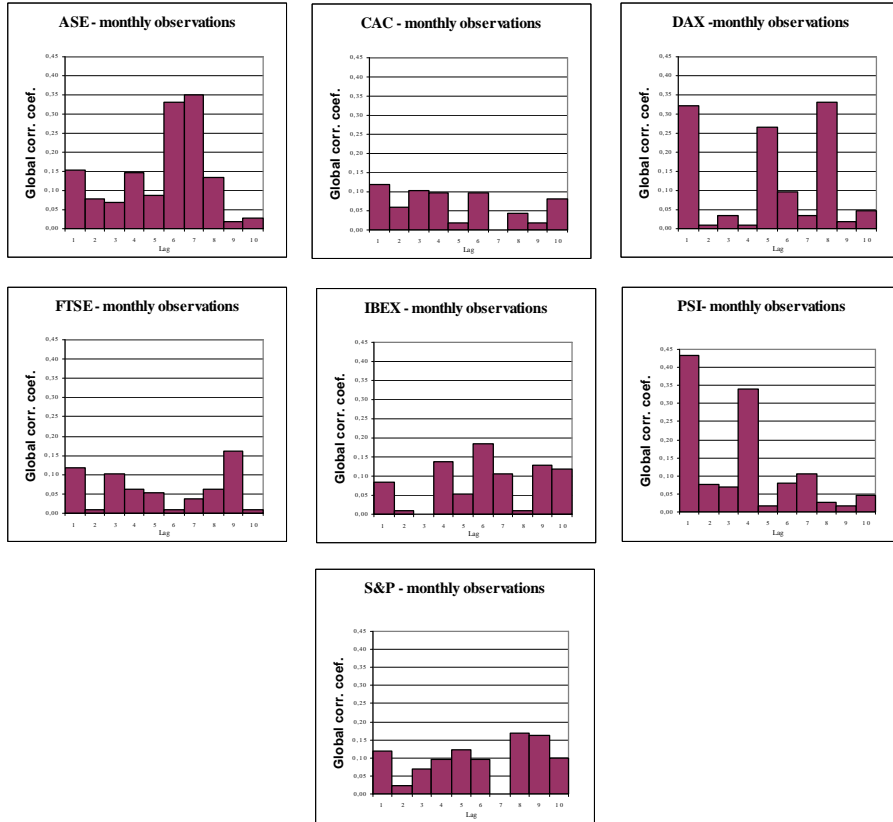 ASE - monthly observations
Global corr. coef.
0,45
0,40
0,35
0,30
0,25
0,20
0,15
0,10
0,05
0,00
1 2 3 4 5 6 7 8 9 10
Lag
CAC - monthly observations
Global corr. coef.
0,45
0,40
0,35
0,30
0,25
0,20
0,15
0,10
0,05
0,00
1 2 3 4 5 6 7 8 9 10
Lag
DAX -monthly observations
Global corr. coef.
0,45
0,40
0,35
0,30
0,25
0,20
0,15
0,10
0,05
0,00
1 2 3 4 5 6 7 8 9 10
Lag
FTSE - monthly observations
Global corr. coef.
0,45
0,40
0,35
0,30
0,25
0,20
0,15
0,10
0,05
0,00
1 2 3 4 5 6 7 8 9 10
Lag
IBEX - monthly observations
Global corr. coef.
0,45
0,40
0,35
0,30
0,25
0,20
0,15
0,10
0,05
0,00
1 2 3 4 5 6 7 8 9 10
Lag
PSI- monthly observations
Global corr. coef.
0,45
0,40
0,35
0,30
0,25
0,20
0,15
0,10
0,05
0,00
1 2 3 4 5 6 7 8 9 10
Lag
S&P - monthly observations
Global corr. coef.
0,45
0,40
0,35
0,30
0,25
0,20
0,15
0,10
0,05
0,00
1 2 3 4 5 6 7 8 9 10
Lag